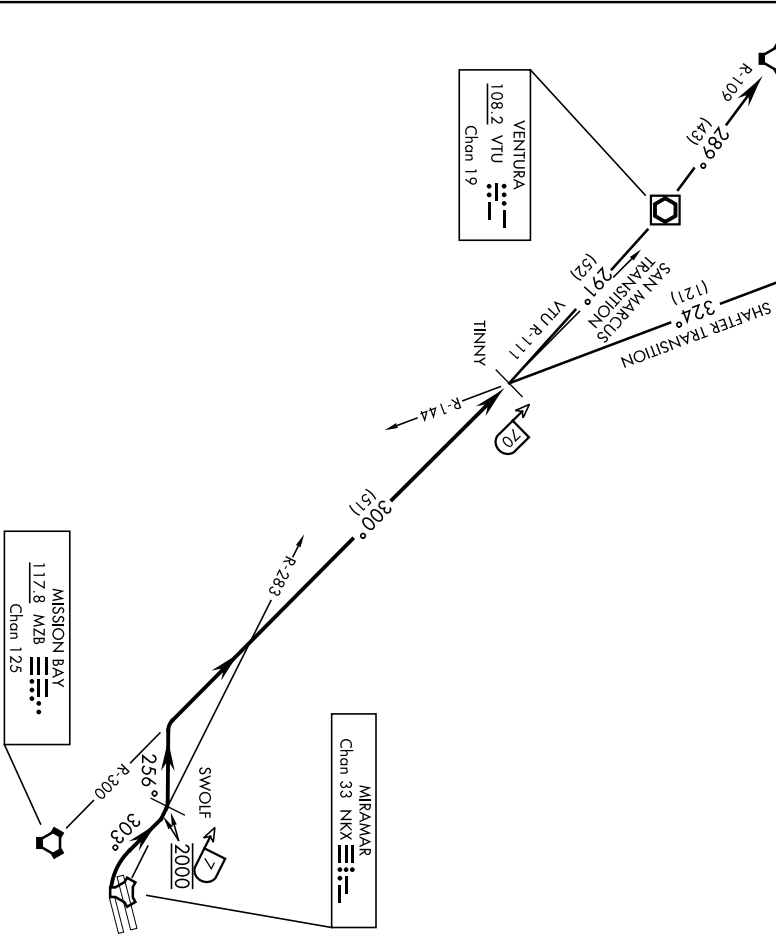 R-109
289°
(43)
VENTURA
108.2 VTU
Chan 19
SAN MARCUS
TRANSITION
291°
(52)
VTU R-111
SHAFTER TRANSITION
324°
(121)
TINNY
R-144
70
300°
(51)
R-283
MISSION BAY
117.8 MZB
Chan 125
R-300
256°
SWOLF
7
2000
303°
MIRAMAR
Chan 33 NKX